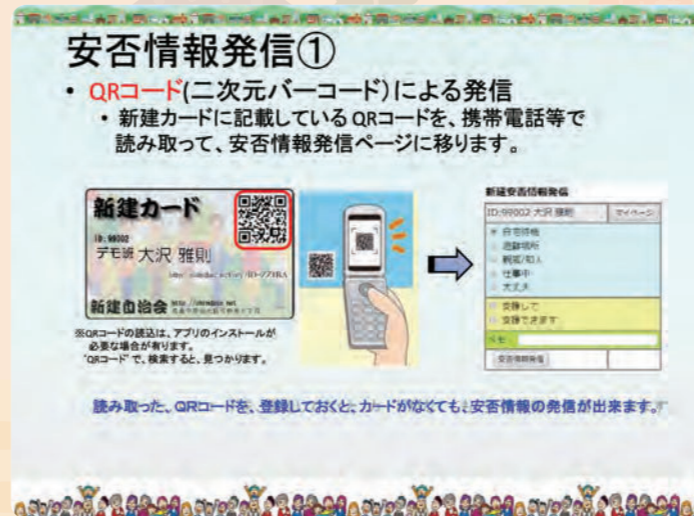 安否情報発信①
• QRコード(二次元バーコード)による発信
• 新建カードに記載しているQRコードを、携帯電話等で
読み取って、安否情報発信ページに移ります。
新建カード
ID:99002
デモ班 大沢 雅則
新建自治会
※QRコードの読込は、アプリのインストールが
必要な場合が有ります。
"QRコード"で、検索すると、見つかります。
新建安否情報発信
ID:99002 大沢 雅則 マイページ
自宅待機
避難場所
親戚/知人
仕事中
大丈夫
支援して
支援できます
安否情報発信
読み取った、QRコードを、登録しておくと、カードがなくても、安否情報の発信が出来ます。